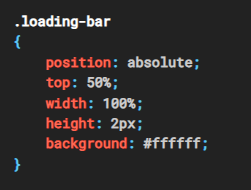 .loading-bar
{
    position: absolute;
    top: 50%;
    width: 100%;
    height: 2px;
    background: #ffffff;
}